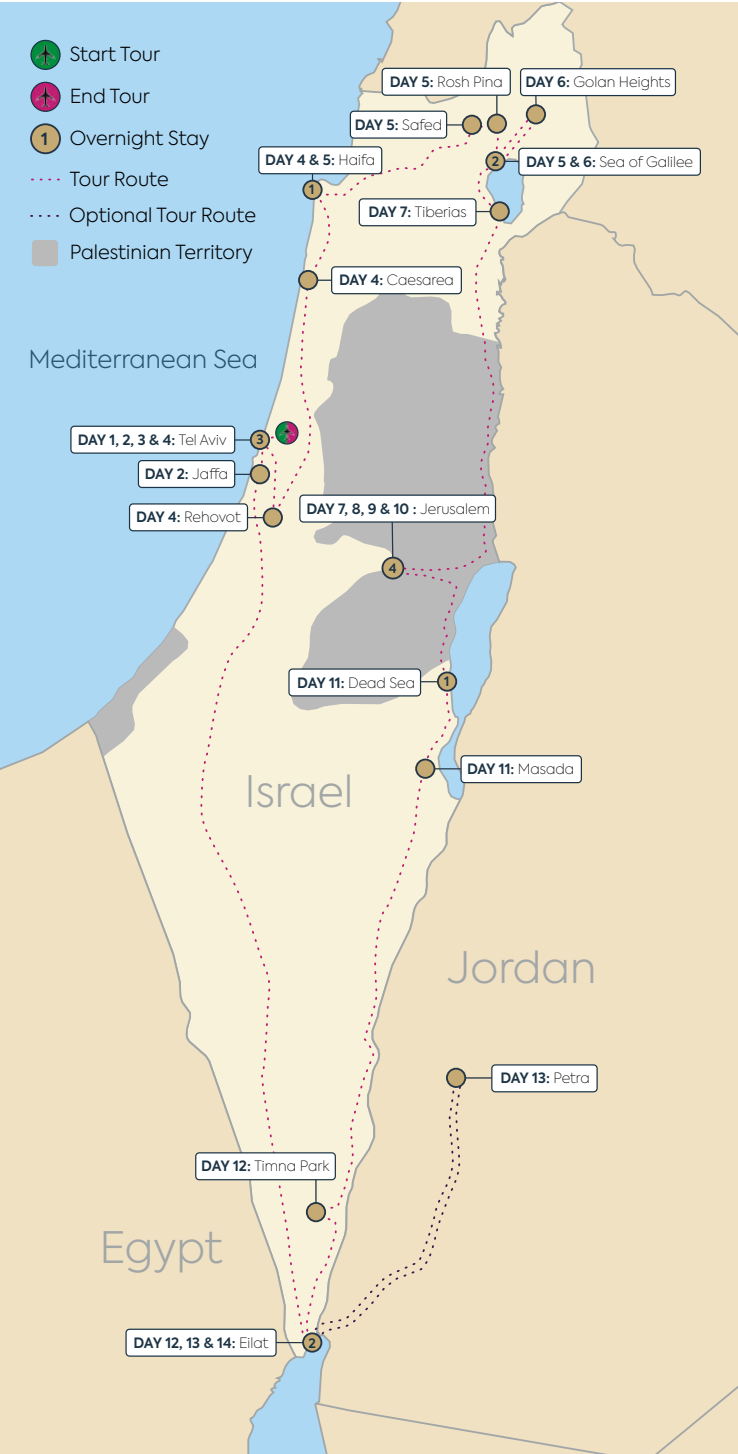 Start Tour
End Tour
1 Overnight Stay
Tour Route
Optional Tour Route
Palestinian Territory
DAY 5: Rosh Pina
DAY 6: Golan Heights
DAY 5: Safed
DAY 4 & 5: Haifa
1
2
DAY 5 & 6: Sea of Galilee
DAY 7: Tiberias
DAY 4: Caesarea
Mediterranean Sea
DAY 1, 2, 3 & 4: Tel Aviv
3
DAY 2: Jaffa
DAY 4: Rehovot
DAY 7, 8, 9 & 10 : Jerusalem
4
DAY 11: Dead Sea
1
DAY 11: Masada
Israel
Jordan
DAY 13: Petra
DAY 12: Timna Park
Egypt
DAY 12, 13 & 14: Eilat
2